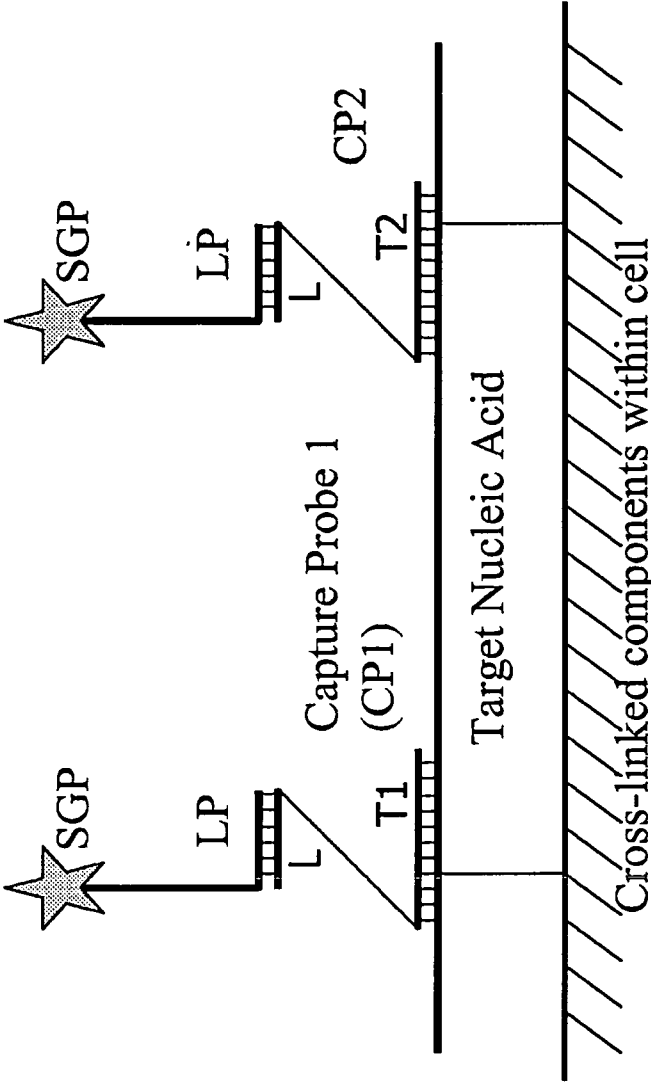 SGP
SGP
LP
LP
L
L
Capture Probe 1
(CP1)
CP2
T1
T2
Target Nucleic Acid
Cross-linked components within cell